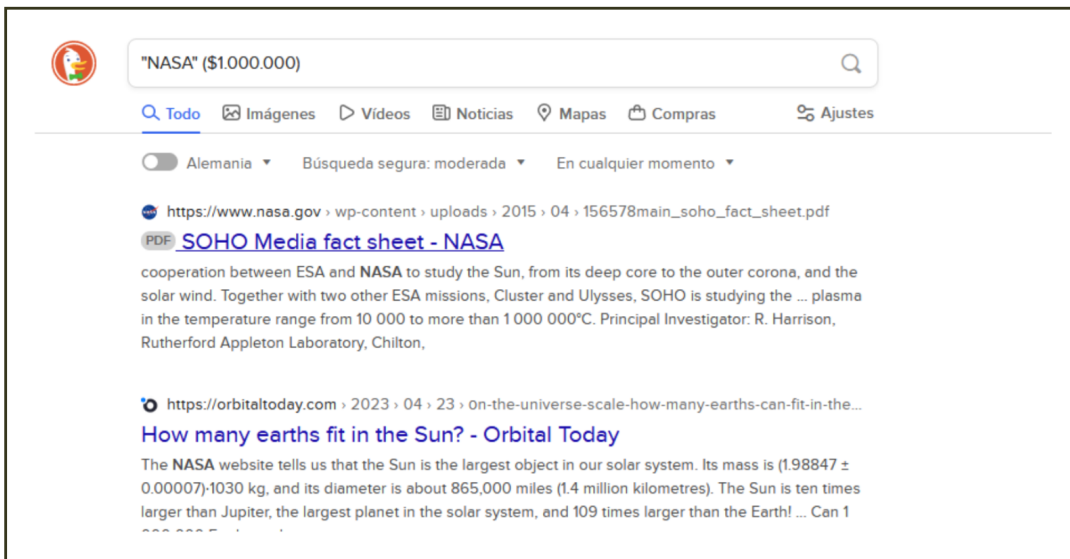 "NASA" ($1.000.000)
Todo Imágenes Vídeos Noticias Mapas Compras Ajustes
Alemania Búsqueda segura: moderada En cualquier momento
https://www.nasa.gov › wp-content › uploads › 2015 › 04 › 156578main_soho_fact_sheet.pdf
PDF SOHO Media fact sheet - NASA
cooperation between ESA and NASA to study the Sun, from its deep core to the outer corona, and the
solar wind. Together with two other ESA missions, Cluster and Ulysses, SOHO is studying the ... plasma
in the temperature range from 10 000 to more than 1 000 000°C. Principal Investigator: R. Harrison,
Rutherford Appleton Laboratory, Chilton,
https://orbitaltoday.com › 2023 › 04 › 23 › on-the-universe-scale-how-many-earths-can-fit-in-the...
How many earths fit in the Sun? - Orbital Today
The NASA website tells us that the Sun is the largest object in our solar system. Its mass is (1.98847 ±
0.00007)·1030 kg, and its diameter is about 865,000 miles (1.4 million kilometres). The Sun is ten times
larger than Jupiter, the largest planet in the solar system, and 109 times larger than the Earth! ... Can 1